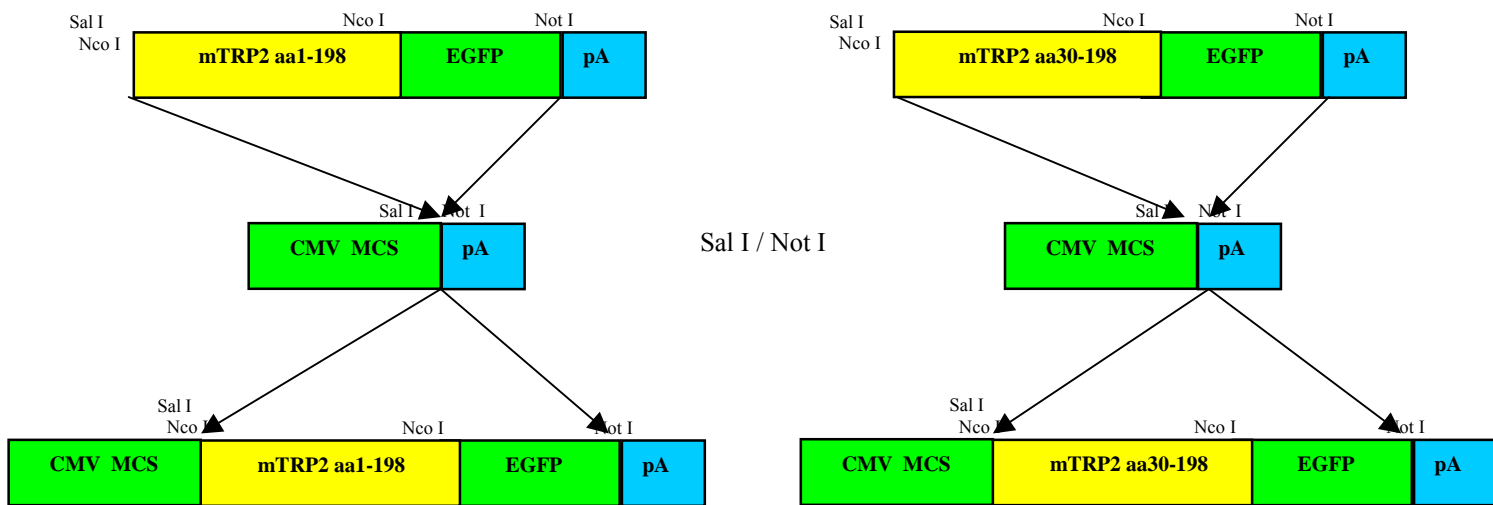 Sal I
Nco I
Nco I
Not I
mTRP2 aa1-198
EGFP
pA
Sal I
Nco I
Nco I
Not I
mTRP2 aa30-198
EGFP
pA
Sal I
Not I
CMV MCS
pA
Sal I / Not I
Sal I
Not I
CMV MCS
pA
Sal I
Nco I
Nco I
Not I
CMV MCS
mTRP2 aa1-198
EGFP
pA
Sal I
Nco I
Nco I
Not I
CMV MCS
mTRP2 aa30-198
EGFP
pA